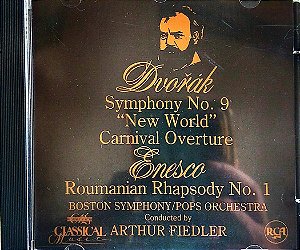 Dvořák
Symphony No. 9
"New World"
Carnival Overture
Enesco
Roumanian Rhapsody No. 1
BOSTON SYMPHONY/POPS ORCHESTRA
Conducted by
ARTHUR FIEDLER
CLASSICAL
Music
RCA